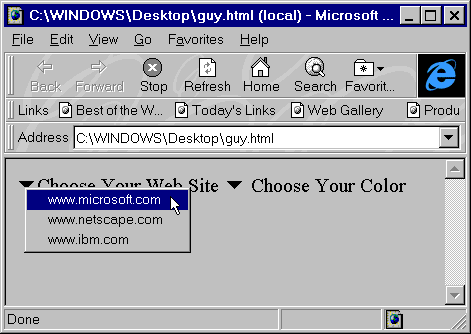 C:\WINDOWS\Desktop\guy.html (local) - Microsoft ...
File Edit View Go Favorites Help
Back Forward Stop Refresh Home Search Favorit...
Links Best of the W... Today's Links Web Gallery Produ
Address C:\WINDOWS\Desktop\guy.html
Choose Your Web Site Choose Your Color
www.microsoft.com
www.netscape.com
www.ibm.com
Done